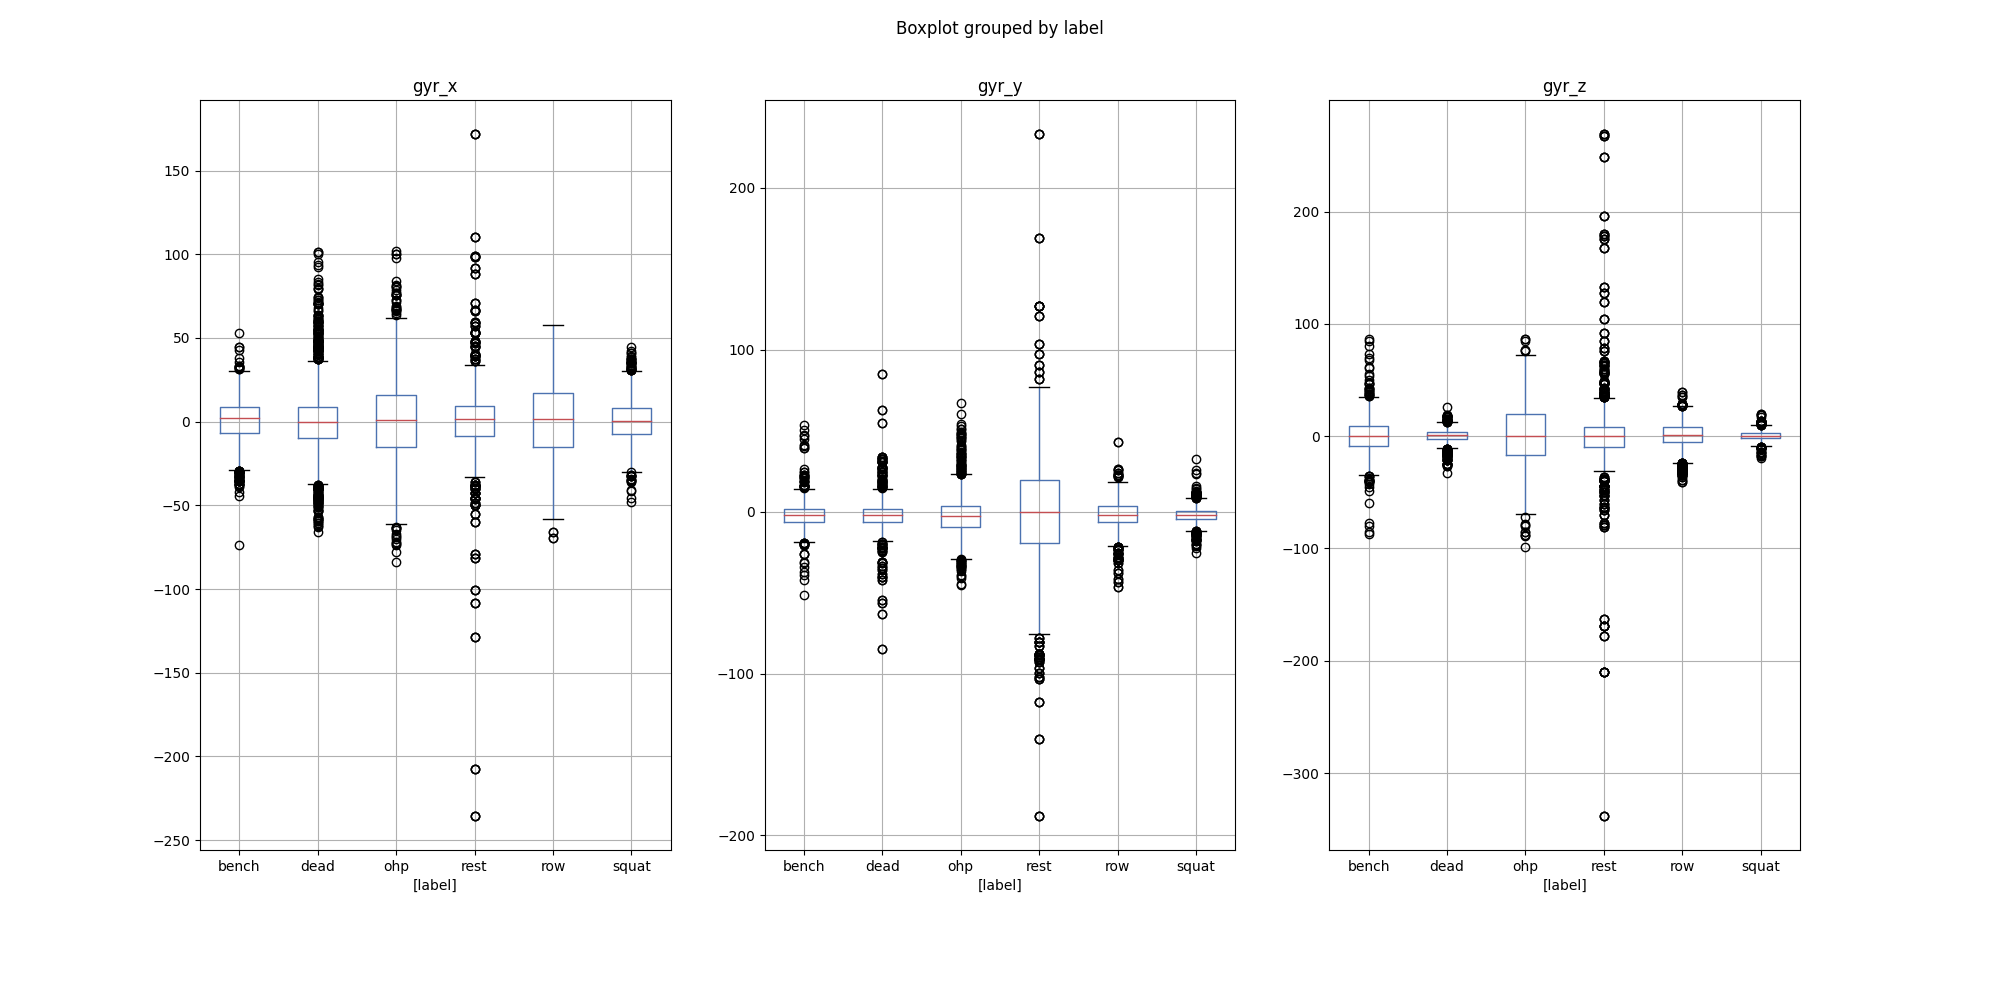 Boxplot grouped by label
gyr_x
150
100
50
0
−50
−100
−150
−200
−250
bench dead ohp rest row squat
[label]
gyr_y
200
100
0
−100
−200
bench dead ohp rest row squat
[label]
gyr_z
200
100
0
−100
−200
−300
bench dead ohp rest row squat
[label]